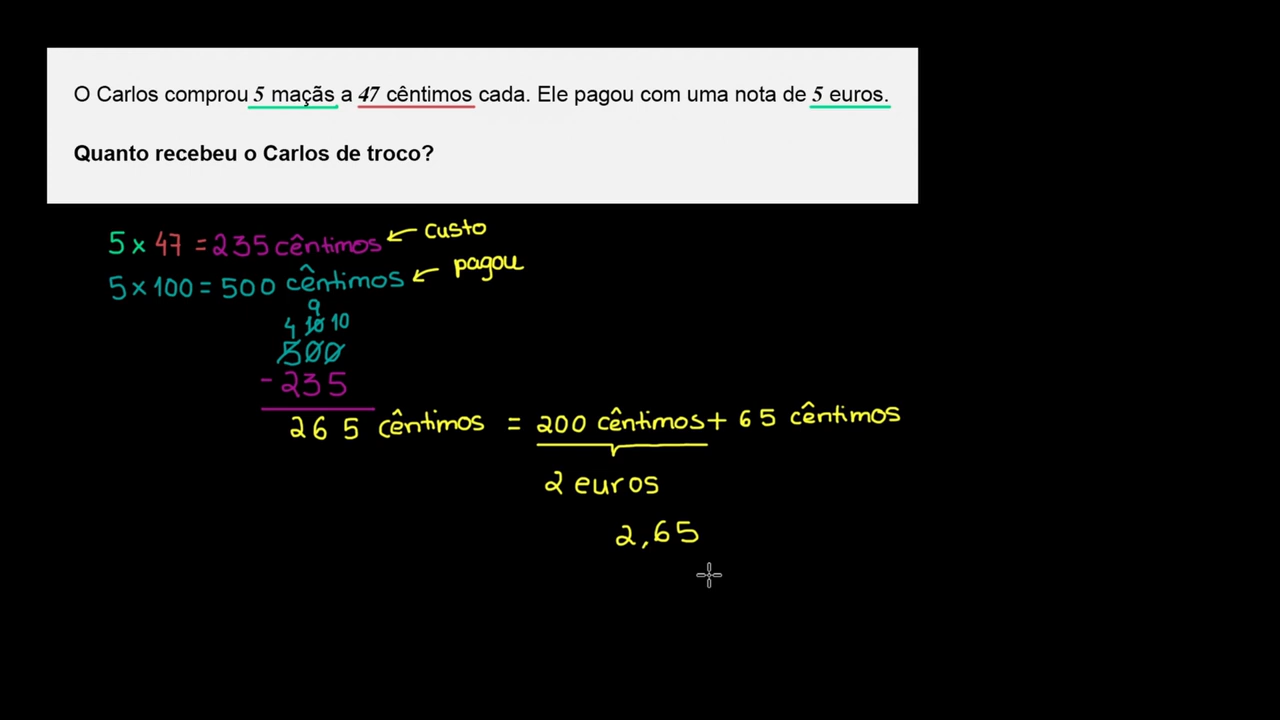 O Carlos comprou 5 maçãs a 47 cêntimos cada. Ele pagou com uma nota de 5 euros.
Quanto recebeu o Carlos de troco?
5 x 47 = 235 cêntimos ← custo
5 x 100 = 500 cêntimos ← pagou
9
4 10 10
500
- 235
265 cêntimos = 200 cêntimos + 65 cêntimos
2 euros
2,65